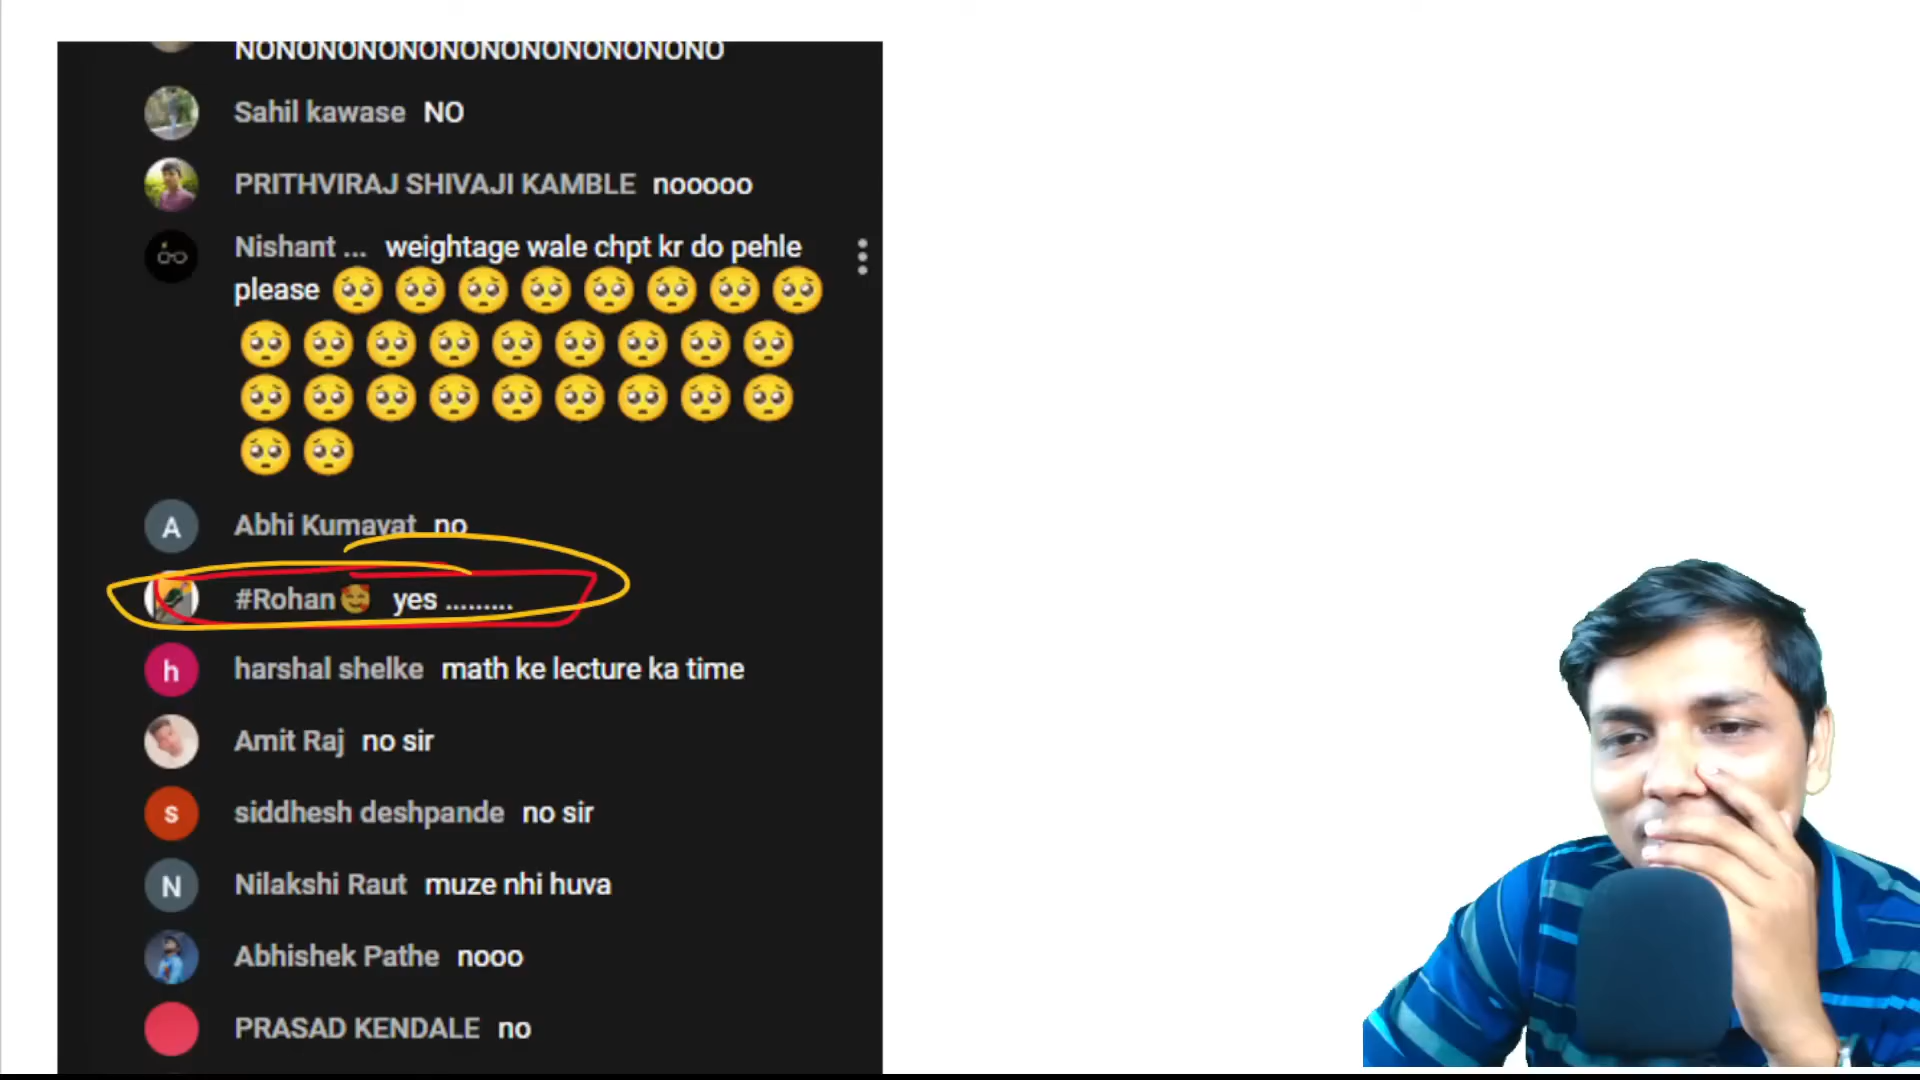 NONONONONONONONONONONONO
Sahil kawase NO
PRITHVIRAJ SHIVAJI KAMBLE nooooo
Nishant ... weightage wale chpt kr do pehle
please 🥺🥺🥺🥺🥺🥺🥺🥺
🥺🥺🥺🥺🥺🥺🥺🥺🥺
🥺🥺🥺🥺🥺🥺🥺🥺🥺
🥺🥺
A Abhi Kumavat no
#Rohan🥰 yes .........
h harshal shelke math ke lecture ka time
Amit Raj no sir
s siddhesh deshpande no sir
N Nilakshi Raut muze nhi huva
Abhishek Pathe nooo
PRASAD KENDALE no